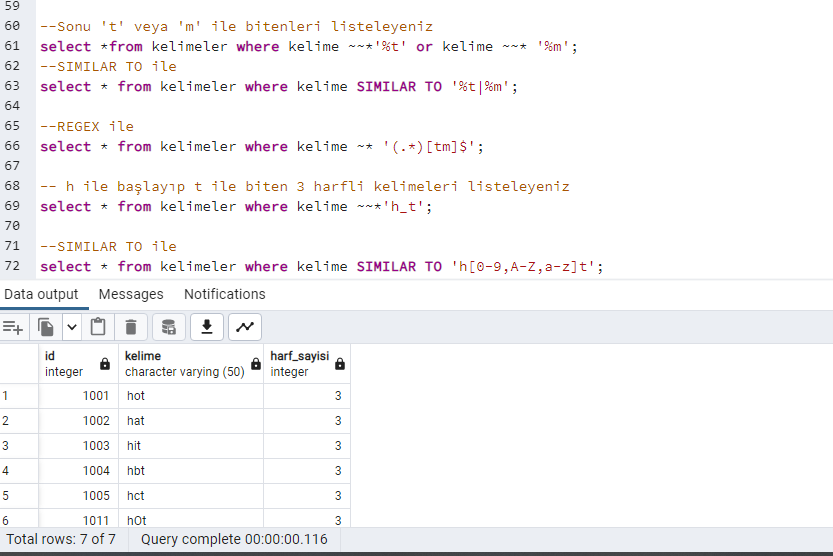 59
60 --Sonu 't' veya 'm' ile bitenleri listeleyeniz
61 select *from kelimeler where kelime ~~*'%t' or kelime ~~* '%m';
62 --SIMILAR TO ile
63 select * from kelimeler where kelime SIMILAR TO '%t|%m';
64
65 --REGEX ile
66 select * from kelimeler where kelime ~* '(.*)[tm]$';
67
68 -- h ile başlayıp t ile biten 3 harfli kelimeleri listeleyeniz
69 select * from kelimeler where kelime ~~*'h_t';
70
71 --SIMILAR TO ile
72 select * from kelimeler where kelime SIMILAR TO 'h[0-9,A-Z,a-z]t';
Data output Messages Notifications
id kelime harf_sayisi
integer character varying (50) integer
1 1001 hot 3
2 1002 hat 3
3 1003 hit 3
4 1004 hbt 3
5 1005 hct 3
6 1011 hOt 3
Total rows: 7 of 7 Query complete 00:00:00.116